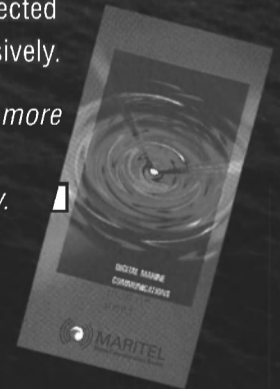 ected
sively.
more
y.
DIGITAL MARINE
COMMUNICATIONS
MARITEL